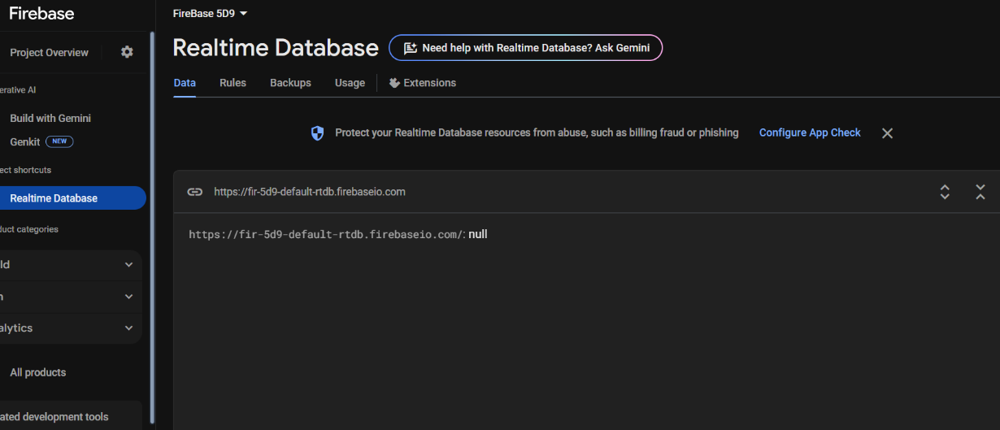 Firebase
FireBase 5D9
Project Overview
Realtime Database
Need help with Realtime Database? Ask Gemini
Data
Rules
Backups
Usage
Extensions
erative AI
Build with Gemini
Genkit NEW
Protect your Realtime Database resources from abuse, such as billing fraud or phishing
Configure App Check
ect shortcuts
Realtime Database
https://fir-5d9-default-rtdb.firebaseio.com
duct categories
https://fir-5d9-default-rtdb.firebaseio.com/: null
ld
n
alytics
All products
ated development tools